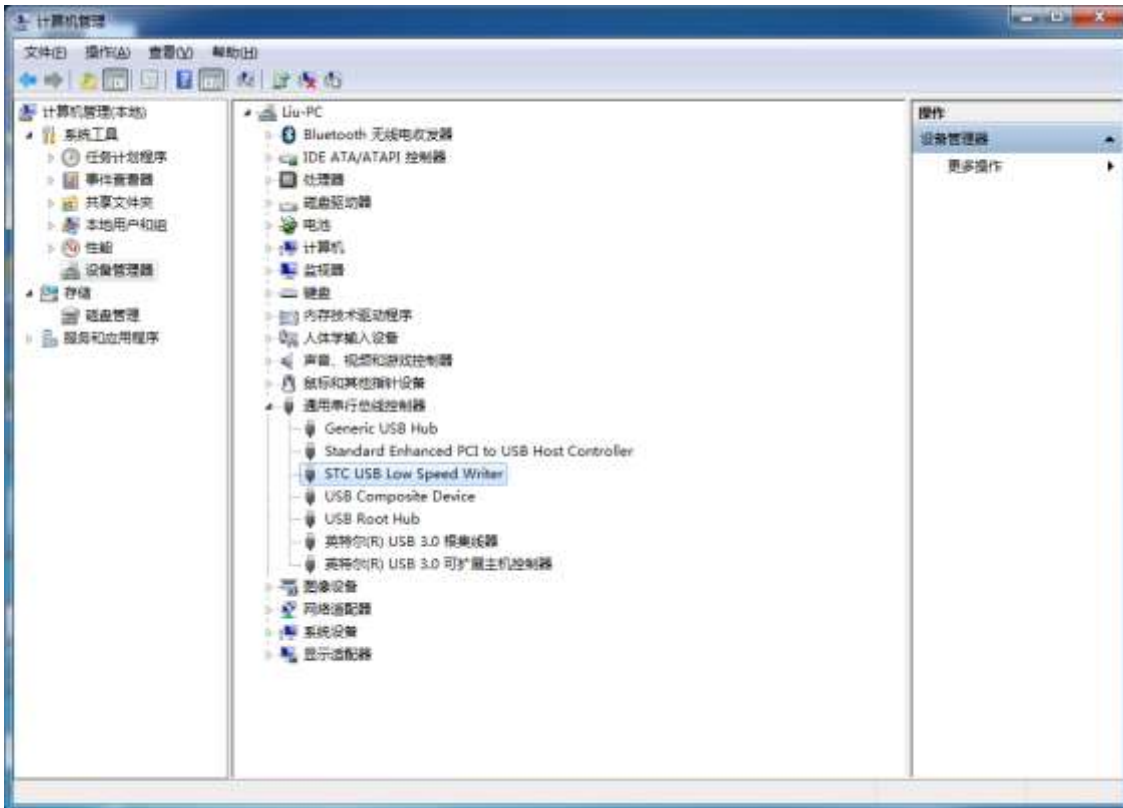 计算机管理
文件(F) 操作(A) 查看(V) 帮助(H)
计算机管理(本地)
系统工具
任务计划程序
事件查看器
共享文件夹
本地用户和组
性能
设备管理器
存储
磁盘管理
服务和应用程序
Liu-PC
Bluetooth 无线电收发器
IDE ATA/ATAPI 控制器
处理器
磁盘驱动器
电池
计算机
监视器
键盘
内存技术驱动程序
人体学输入设备
声音、视频和游戏控制器
鼠标和其他指针设备
通用串行总线控制器
Generic USB Hub
Standard Enhanced PCI to USB Host Controller
STC USB Low Speed Writer
USB Composite Device
USB Root Hub
英特尔(R) USB 3.0 根集线器
英特尔(R) USB 3.0 可扩展主机控制器
图像设备
网络适配器
系统设备
显示适配器
操作
设备管理器
更多操作